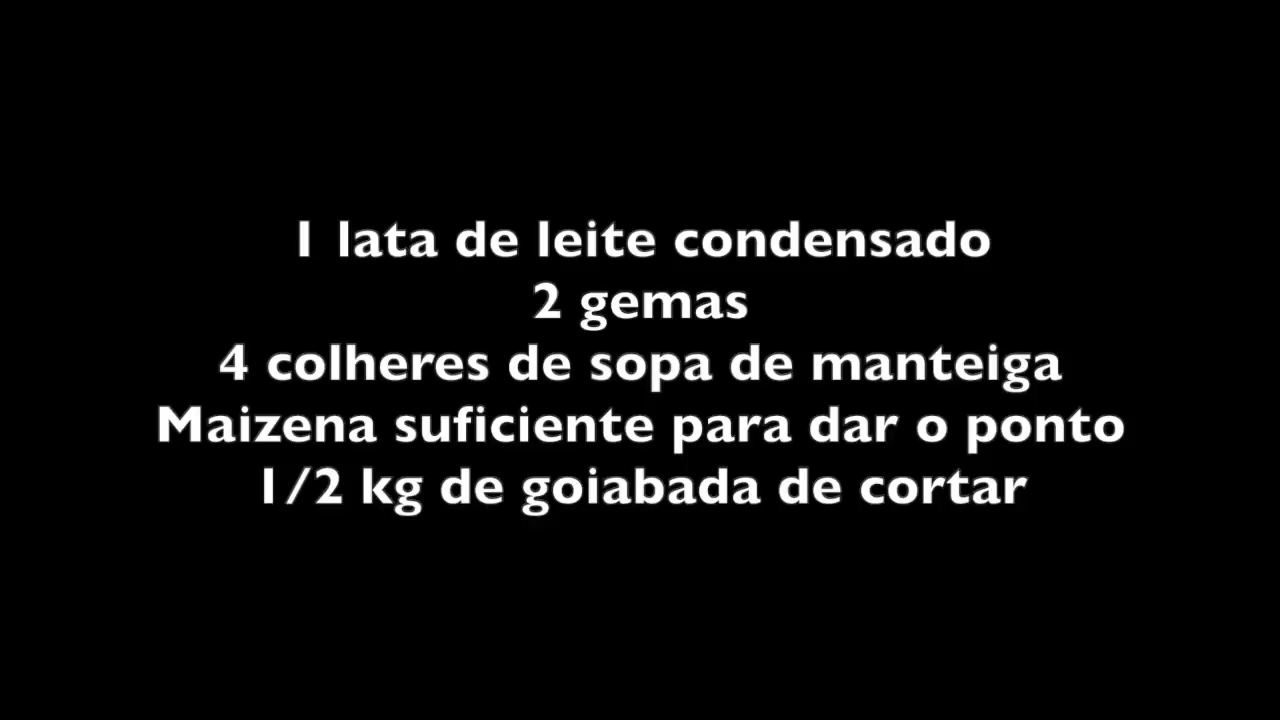 1 lata de leite condensado
2 gemas
4 colheres de sopa de manteiga
Maizena suficiente para dar o ponto
1/2 kg de goiabada de cortar